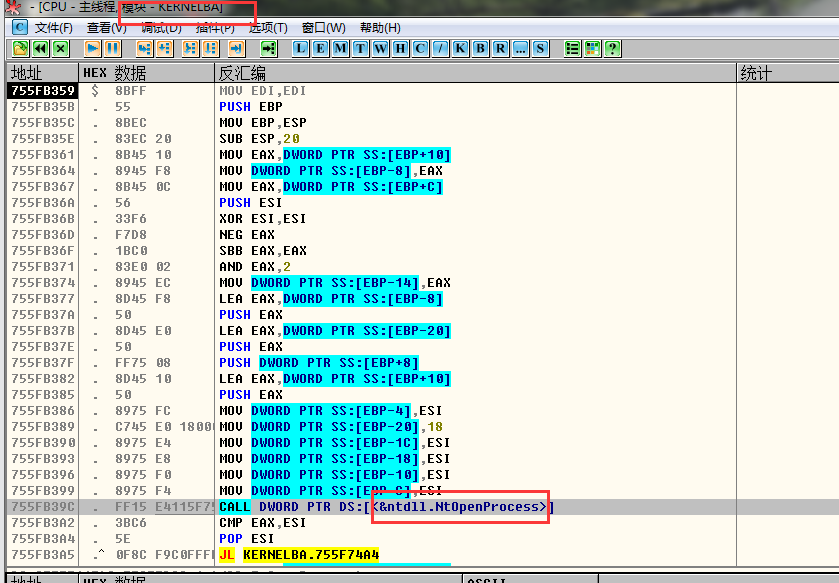 - [CPU - 主线程,模块 - KERNELBA]
C 文件(F) 查看(V) 调试(D) 插件(P) 选项(T) 窗口(W) 帮助(H)
L E M T W H C / K B R ... S ?
地址 HEX 数据 反汇编 统计
755FB359 $ 8BFF MOV EDI,EDI
755FB35B . 55 PUSH EBP
755FB35C . 8BEC MOV EBP,ESP
755FB35E . 83EC 20 SUB ESP,20
755FB361 . 8B45 10 MOV EAX,DWORD PTR SS:[EBP+10]
755FB364 . 8945 F8 MOV DWORD PTR SS:[EBP-8],EAX
755FB367 . 8B45 0C MOV EAX,DWORD PTR SS:[EBP+C]
755FB36A . 56 PUSH ESI
755FB36B . 33F6 XOR ESI,ESI
755FB36D . F7D8 NEG EAX
755FB36F . 1BC0 SBB EAX,EAX
755FB371 . 83E0 02 AND EAX,2
755FB374 . 8945 EC MOV DWORD PTR SS:[EBP-14],EAX
755FB377 . 8D45 F8 LEA EAX,DWORD PTR SS:[EBP-8]
755FB37A . 50 PUSH EAX
755FB37B . 8D45 E0 LEA EAX,DWORD PTR SS:[EBP-20]
755FB37E . 50 PUSH EAX
755FB37F . FF75 08 PUSH DWORD PTR SS:[EBP+8]
755FB382 . 8D45 10 LEA EAX,DWORD PTR SS:[EBP+10]
755FB385 . 50 PUSH EAX
755FB386 . 8975 FC MOV DWORD PTR SS:[EBP-4],ESI
755FB389 . C745 E0 1800 MOV DWORD PTR SS:[EBP-20],18
755FB390 . 8975 E4 MOV DWORD PTR SS:[EBP-1C],ESI
755FB393 . 8975 E8 MOV DWORD PTR SS:[EBP-18],ESI
755FB396 . 8975 F0 MOV DWORD PTR SS:[EBP-10],ESI
755FB399 . 8975 F4 MOV DWORD PTR SS:[EBP-C],ESI
755FB39C . FF15 E4115F75 CALL DWORD PTR DS:[<&ntdll.NtOpenProcess>]
755FB3A2 . 3BC6 CMP EAX,ESI
755FB3A4 . 5E POP ESI
755FB3A5 .^ 0F8C F9C0FFFF JL KERNELBA.755F74A4
地址 HEX 数据 ASCII